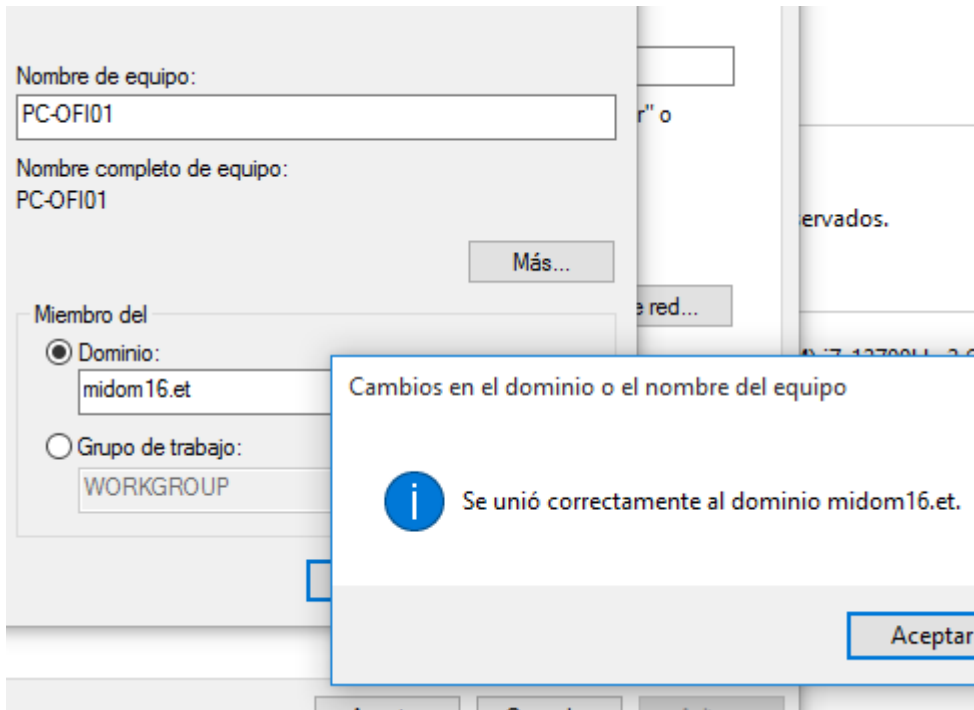 Nombre de equipo:
PC-OFI01
r" o
Nombre completo de equipo:
PC-OFI01
ervados.
Más...
Miembro del
e red...
Dominio:
midom16.et
Cambios en el dominio o el nombre del equipo
Grupo de trabajo:
WORKGROUP
Se unió correctamente al dominio midom16.et.
Aceptar